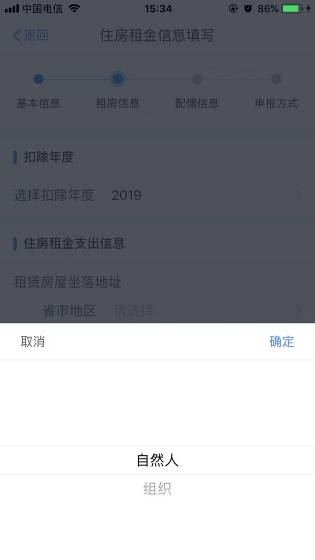 中国电信 15:34 86%
返回 住房租金信息填写
基本信息 租房信息 配偶信息 申报方式
扣除年度
选择扣除年度 2019
住房租金支出信息
租赁房屋坐落地址
省市地区 请选择
取消 确定
自然人
组织